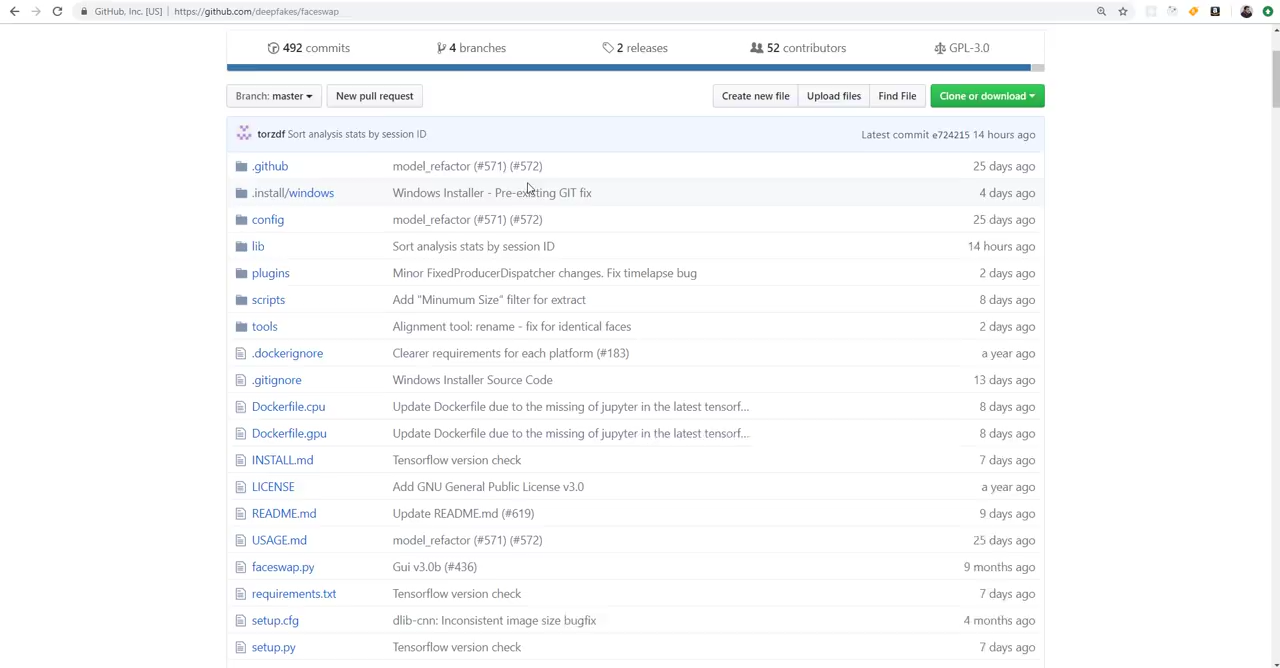 GitHub, Inc. [US] | https://github.com/deepfakes/faceswap
492 commits 4 branches 2 releases 52 contributors GPL-3.0
Branch: master New pull request Create new file Upload files Find File Clone or download
torzdf Sort analysis stats by session ID Latest commit e724215 14 hours ago
.github model_refactor (#571) (#572) 25 days ago
.install/windows Windows Installer - Pre-existing GIT fix 4 days ago
config model_refactor (#571) (#572) 25 days ago
lib Sort analysis stats by session ID 14 hours ago
plugins Minor FixedProducerDispatcher changes. Fix timelapse bug 2 days ago
scripts Add "Minumum Size" filter for extract 8 days ago
tools Alignment tool: rename - fix for identical faces 2 days ago
.dockerignore Clearer requirements for each platform (#183) a year ago
.gitignore Windows Installer Source Code 13 days ago
Dockerfile.cpu Update Dockerfile due to the missing of jupyter in the latest tensorf... 8 days ago
Dockerfile.gpu Update Dockerfile due to the missing of jupyter in the latest tensorf... 8 days ago
INSTALL.md Tensorflow version check 7 days ago
LICENSE Add GNU General Public License v3.0 a year ago
README.md Update README.md (#619) 9 days ago
USAGE.md model_refactor (#571) (#572) 25 days ago
faceswap.py Gui v3.0b (#436) 9 months ago
requirements.txt Tensorflow version check 7 days ago
setup.cfg dlib-cnn: Inconsistent image size bugfix 4 months ago
setup.py Tensorflow version check 7 days ago